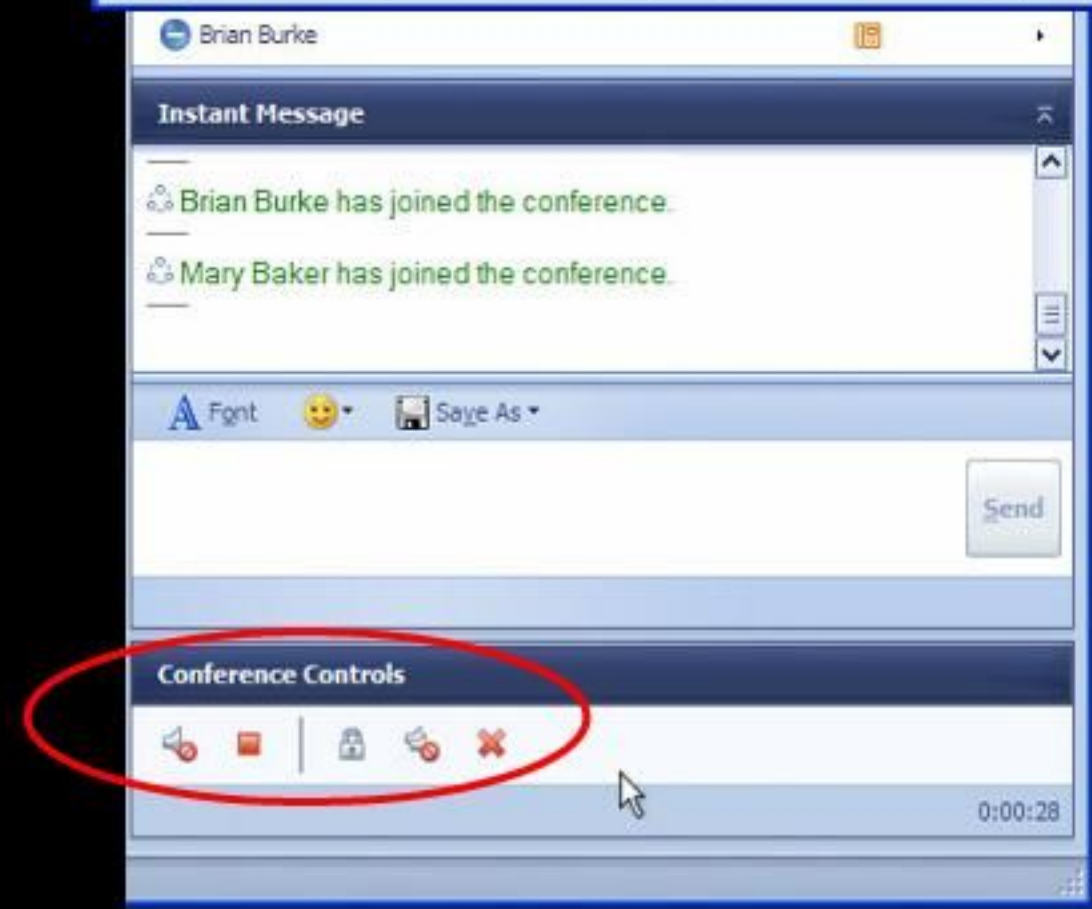 Brian Burke
Instant Message
Brian Burke has joined the conference.
Mary Baker has joined the conference.
Font Save As
Send
Conference Controls
0:00:28